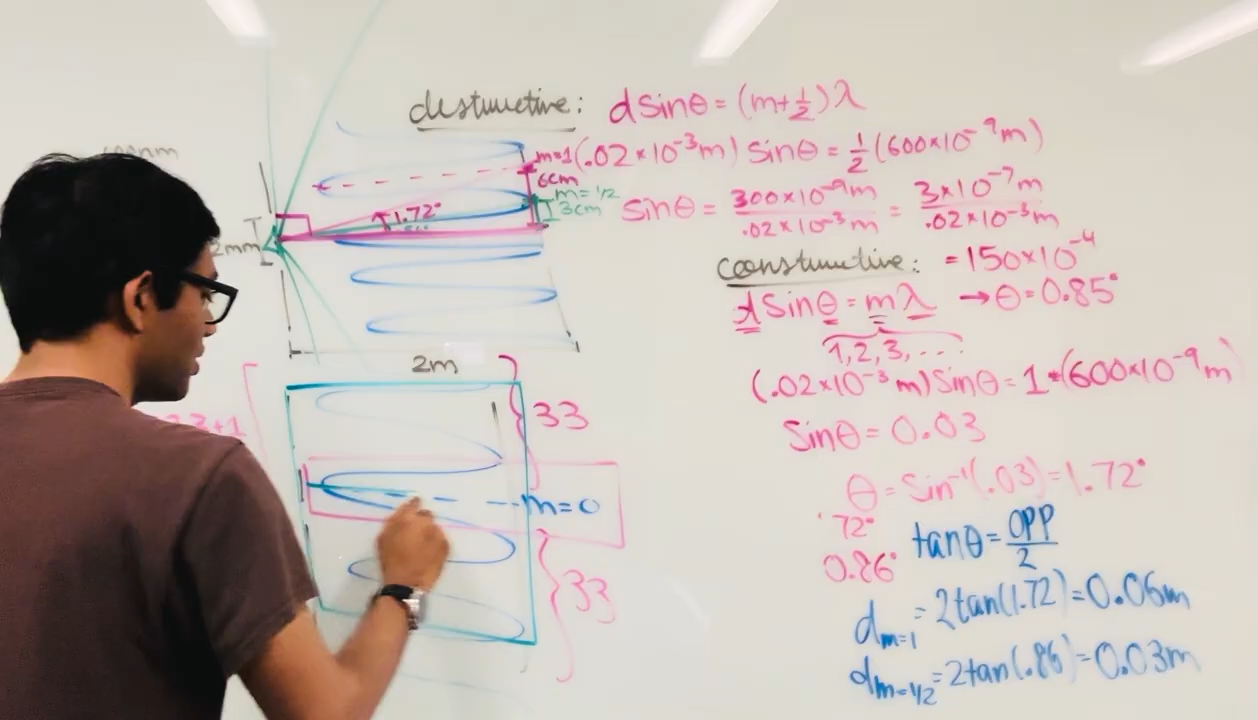 destructive: dsinθ = (m+½)λ
m=1 (.02×10⁻³m) sinθ = ½(600×10⁻⁹m)
6cm
m=½
3cm
sinθ = 300×10⁻⁹m / .02×10⁻³m = 3×10⁻⁷m / .02×10⁻³m
1.72°
2mm
constructive: = 150×10⁻⁴
dsinθ = mλ → θ=0.85°
1,2,3,...
2m
(.02×10⁻³m) sinθ = 1*(600×10⁻⁹m)
33
sinθ = 0.03
θ = sin⁻¹(.03) = 1.72°
m=0
72°
tanθ = OPP/2
0.86°
33
d m=1 = 2tan(1.72) = 0.06m
d m=½ = 2tan(.86) = 0.03m